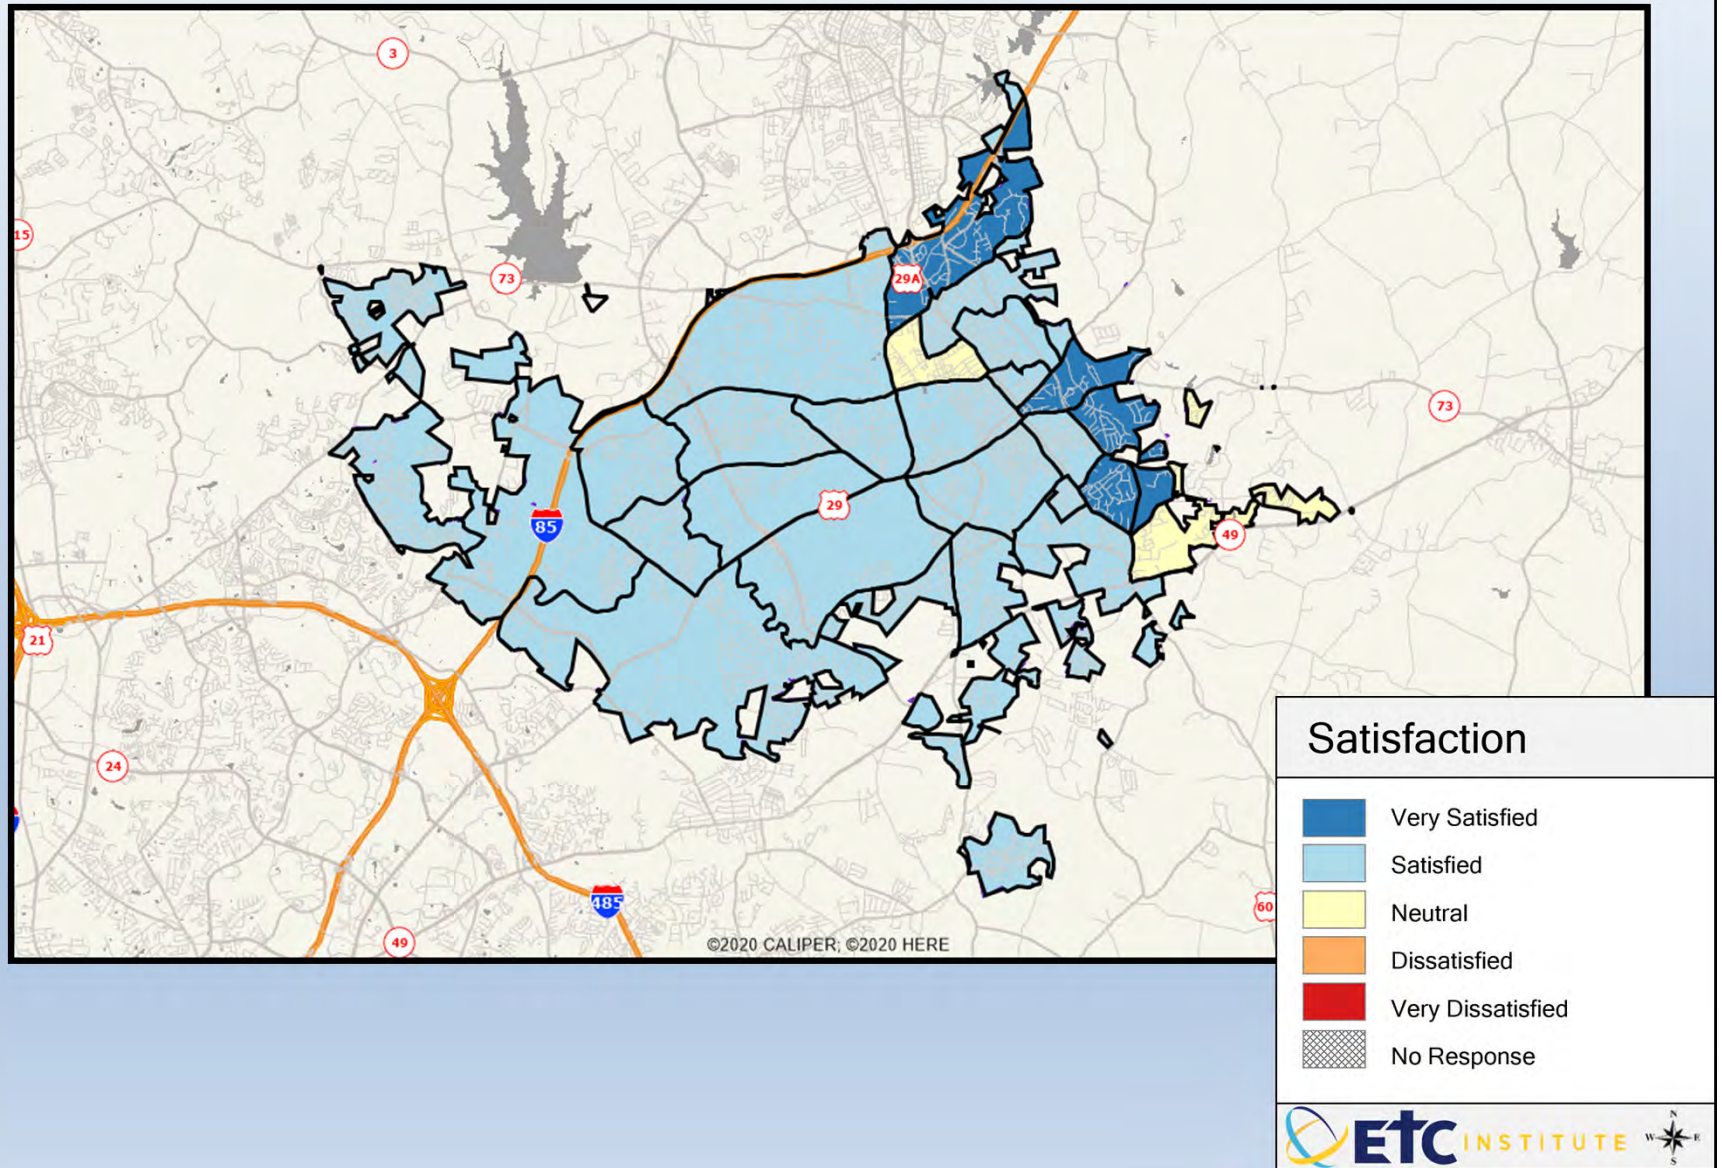 3
15
73
29A
73
29
85
49
21
24
485
49
60
©2020 CALIPER; ©2020 HERE
Satisfaction
Very Satisfied
Satisfied
Neutral
Dissatisfied
Very Dissatisfied
No Response
ETC INSTITUTE
N
W E
S